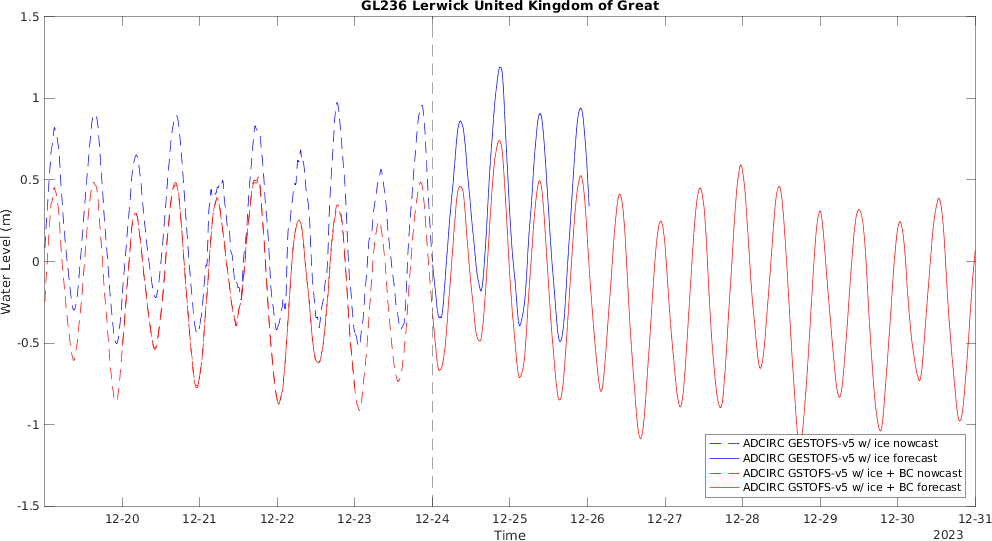 GL236 Lerwick United Kingdom of Great
1.5
1
0.5
0
-0.5
-1
-1.5
Water Level (m)
12-20
12-21
12-22
12-23
12-24
12-25
12-26
12-27
12-28
12-29
12-30
12-31
Time
2023
ADCIRC GESTOFS-v5 w/ ice nowcast
ADCIRC GESTOFS-v5 w/ ice forecast
ADCIRC GSTOFS-v5 w/ ice + BC nowcast
ADCIRC GSTOFS-v5 w/ ice + BC forecast